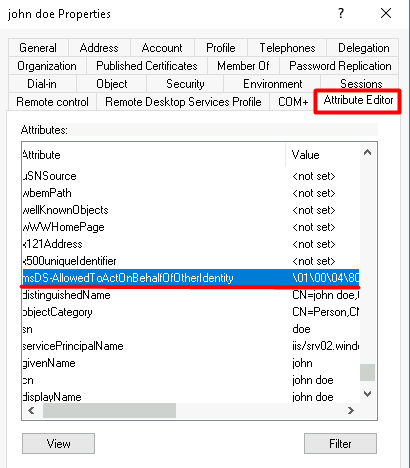 john doe Properties ? ×
General Address Account Profile Telephones Delegation
Organization Published Certificates Member Of Password Replication
Dial-in Object Security Environment Sessions
Remote control Remote Desktop Services Profile COM+ Attribute Editor
Attributes:
Attribute Value
uSNSource <not set>
wbemPath <not set>
wellKnownObjects <not set>
wWWHomePage <not set>
x121Address <not set>
x500uniqueIdentifier <not set>
msDS-AllowedToActOnBehalfOfOtherIdentity \01\00\04\80
distinguishedName CN=john doe,
objectCategory CN=Person,CN
sn doe
servicePrincipalName iis/srv02.windo
givenName john
cn john doe
displayName john doe
View Filter